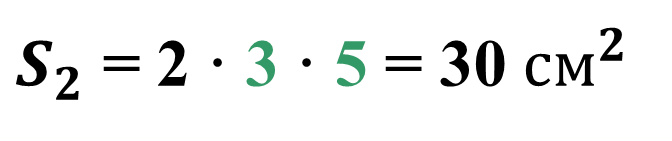 S₂ = 2 · 3 · 5 = 30 см²